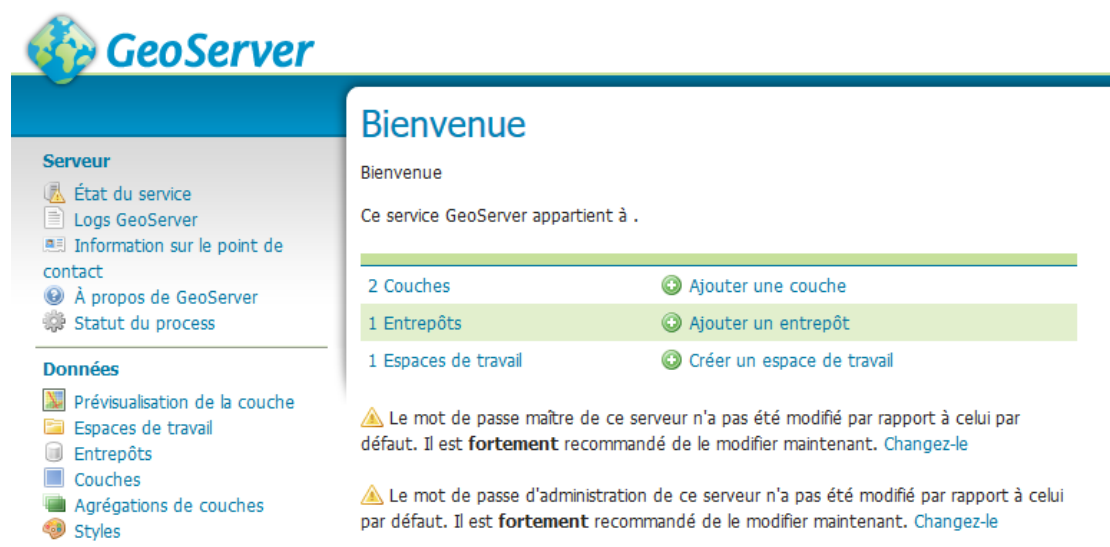 GeoServer
Serveur
État du service
Logs GeoServer
Information sur le point de
contact
À propos de GeoServer
Statut du process
Données
Prévisualisation de la couche
Espaces de travail
Entrepôts
Couches
Agrégations de couches
Styles
Bienvenue
Bienvenue
Ce service GeoServer appartient à .
2 Couches Ajouter une couche
1 Entrepôts Ajouter un entrepôt
1 Espaces de travail Créer un espace de travail
Le mot de passe maître de ce serveur n'a pas été modifié par rapport à celui par
défaut. Il est fortement recommandé de le modifier maintenant. Changez-le
Le mot de passe d'administration de ce serveur n'a pas été modifié par rapport à celui
par défaut. Il est fortement recommandé de le modifier maintenant. Changez-le